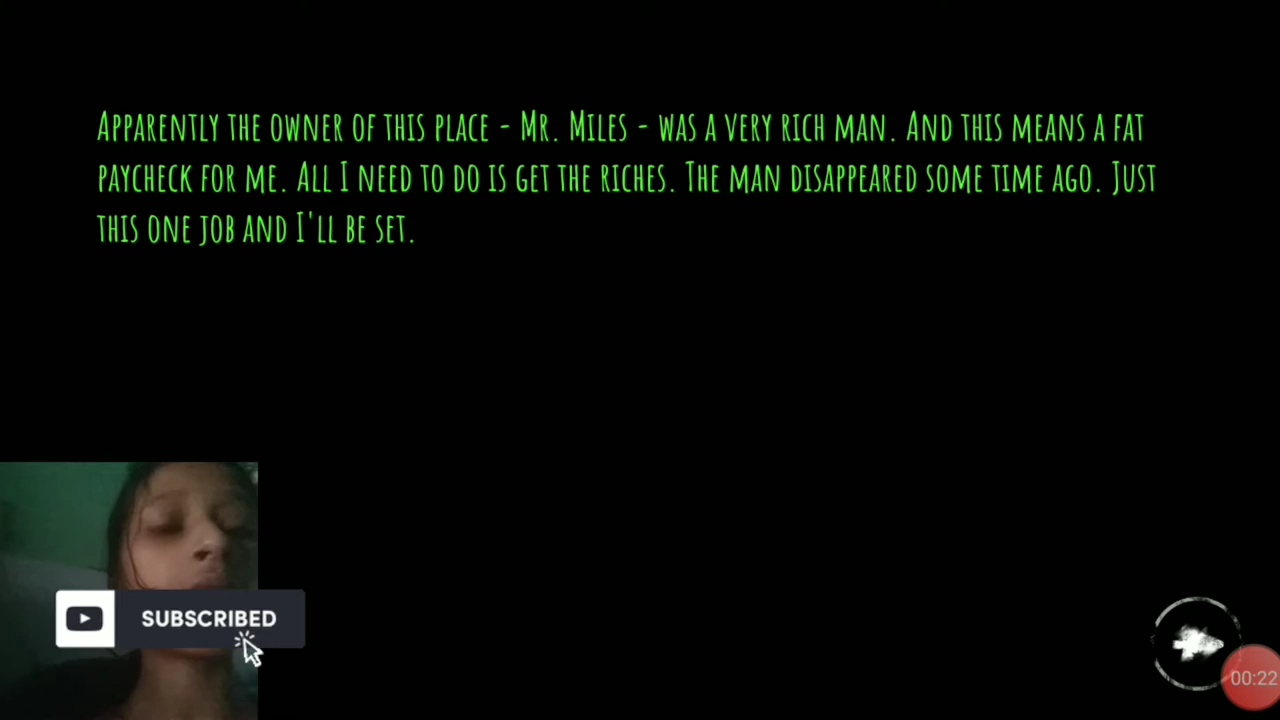 Apparently the owner of this place - Mr. Miles - was a very rich man. And this means a fat
paycheck for me. All I need to do is get the riches. The man disappeared some time ago. Just
this one job and I'll be set.
SUBSCRIBED
00:22